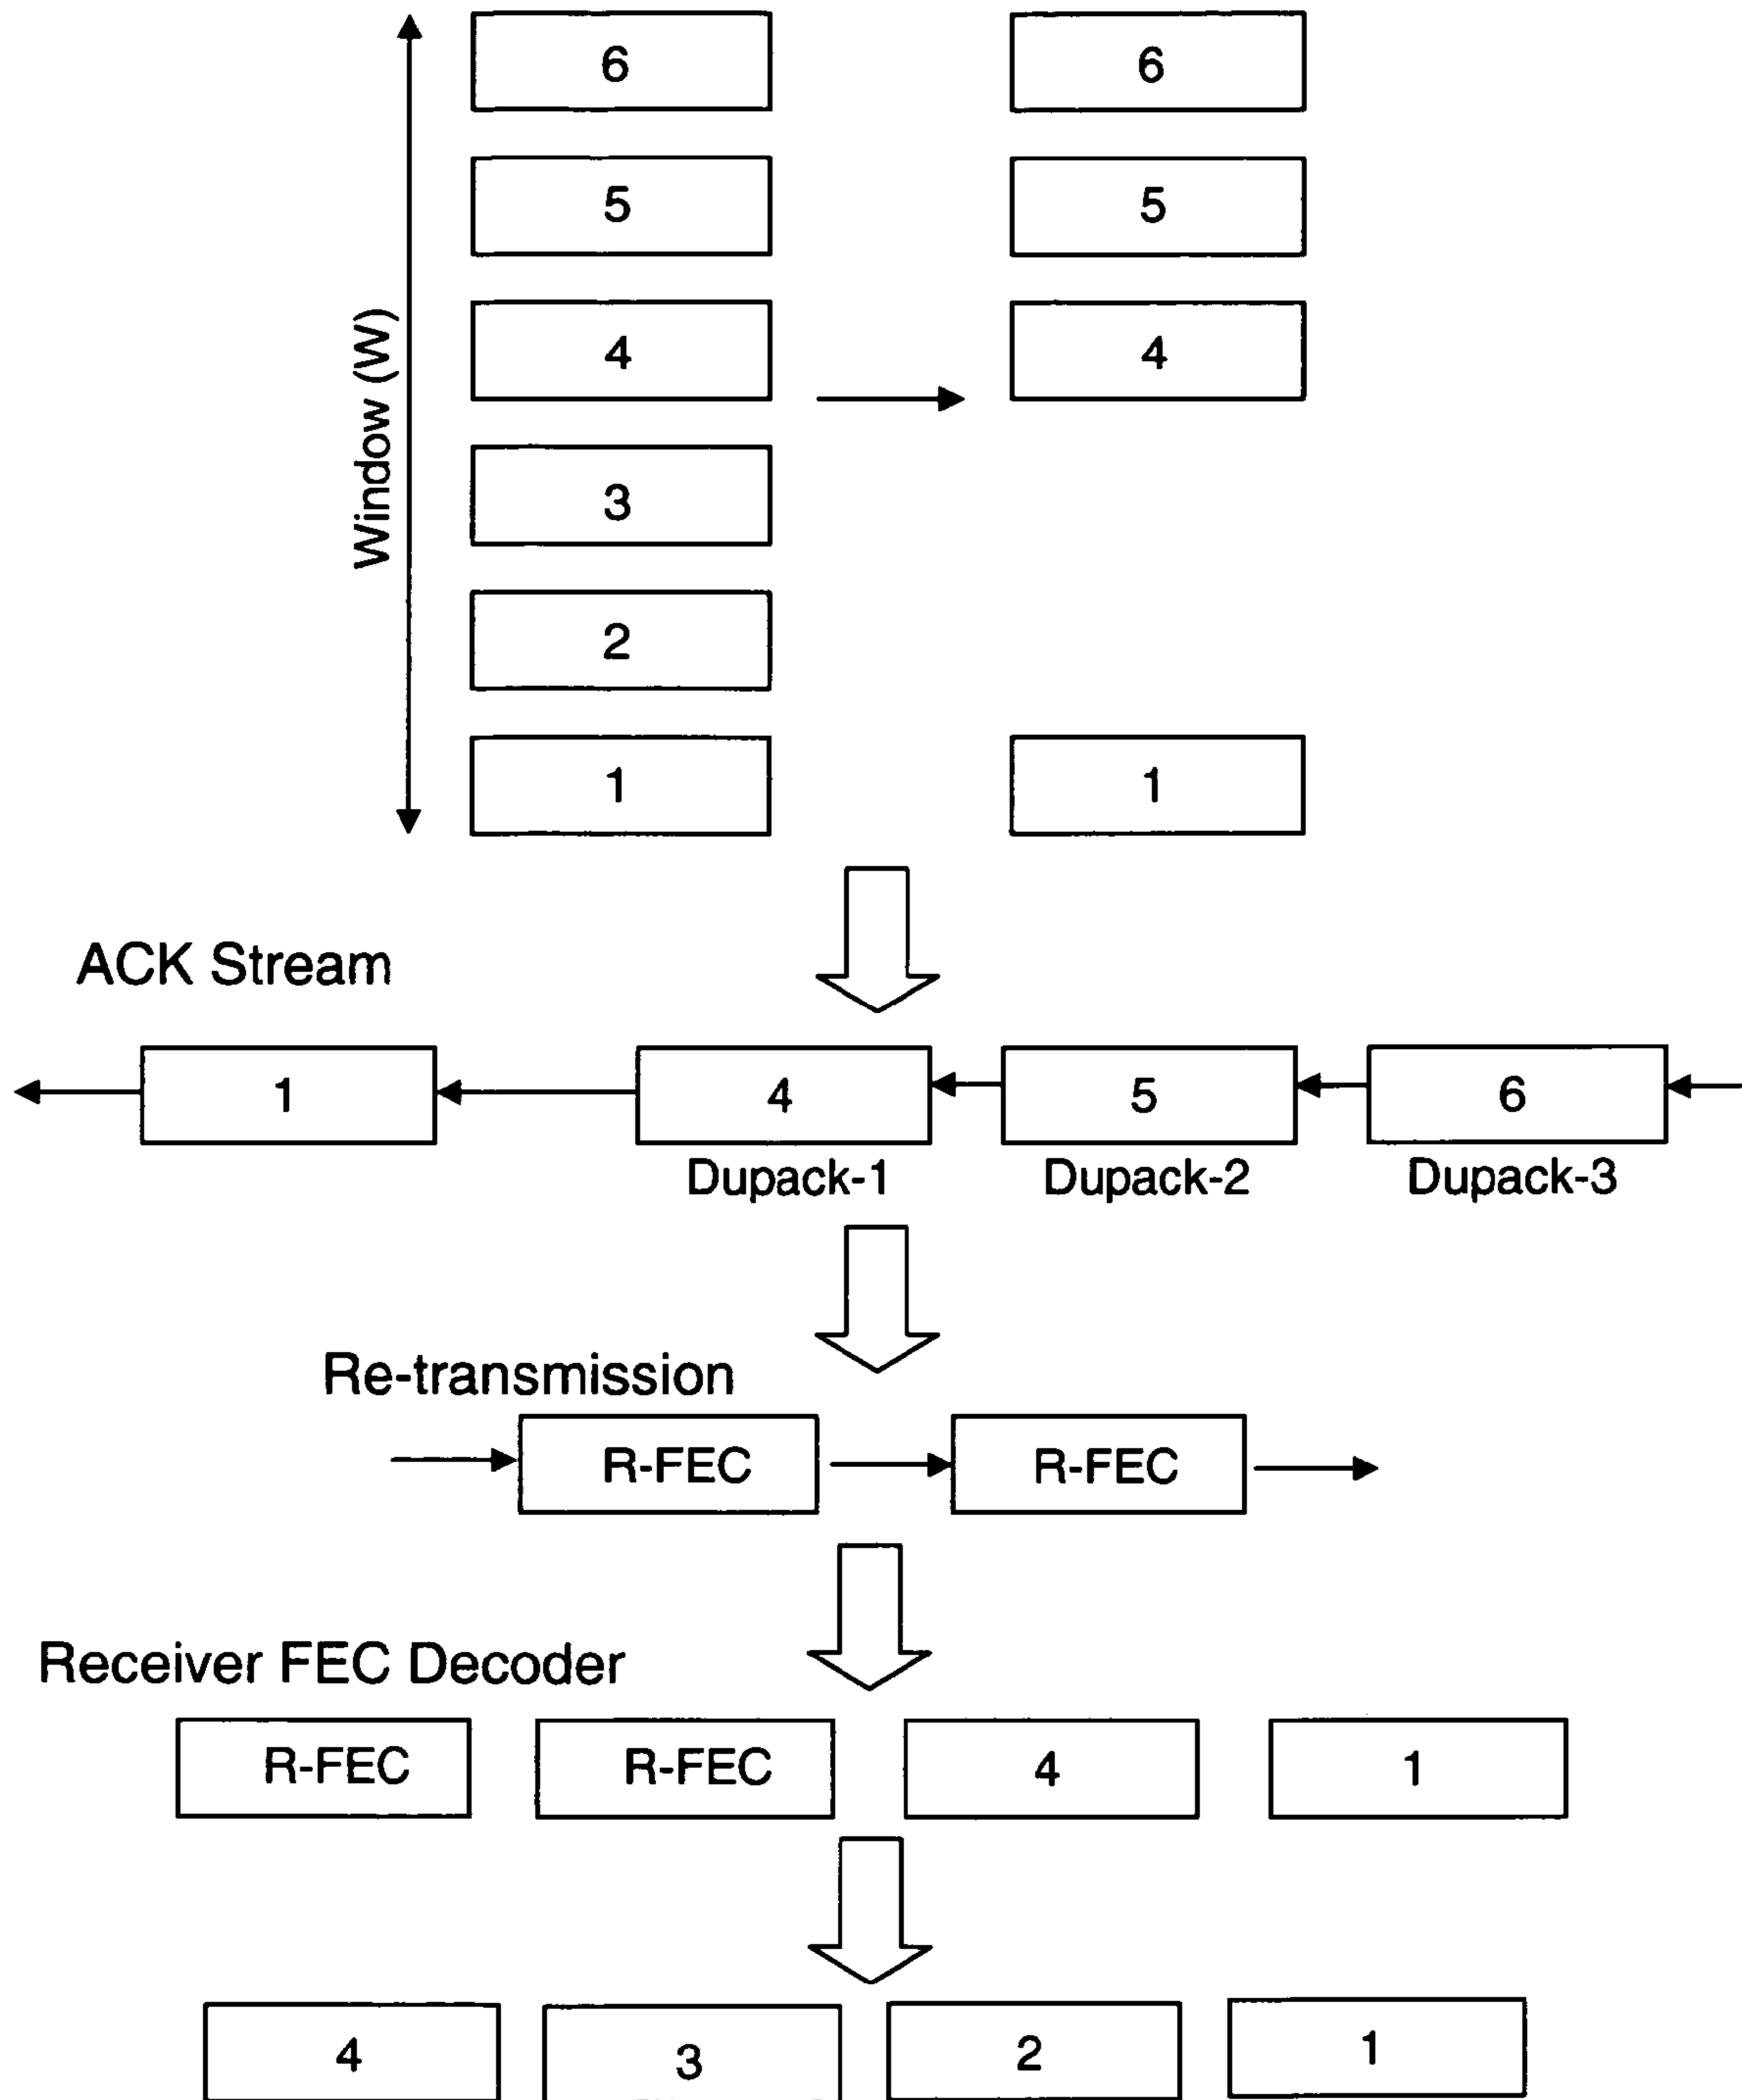 6 6
5 5
4 4
Window (W)
3
2
1 1
ACK Stream
1 4 5 6
Dupack-1 Dupack-2 Dupack-3
Re-transmission
R-FEC R-FEC
Receiver FEC Decoder
R-FEC R-FEC 4 1
4 3 2 1